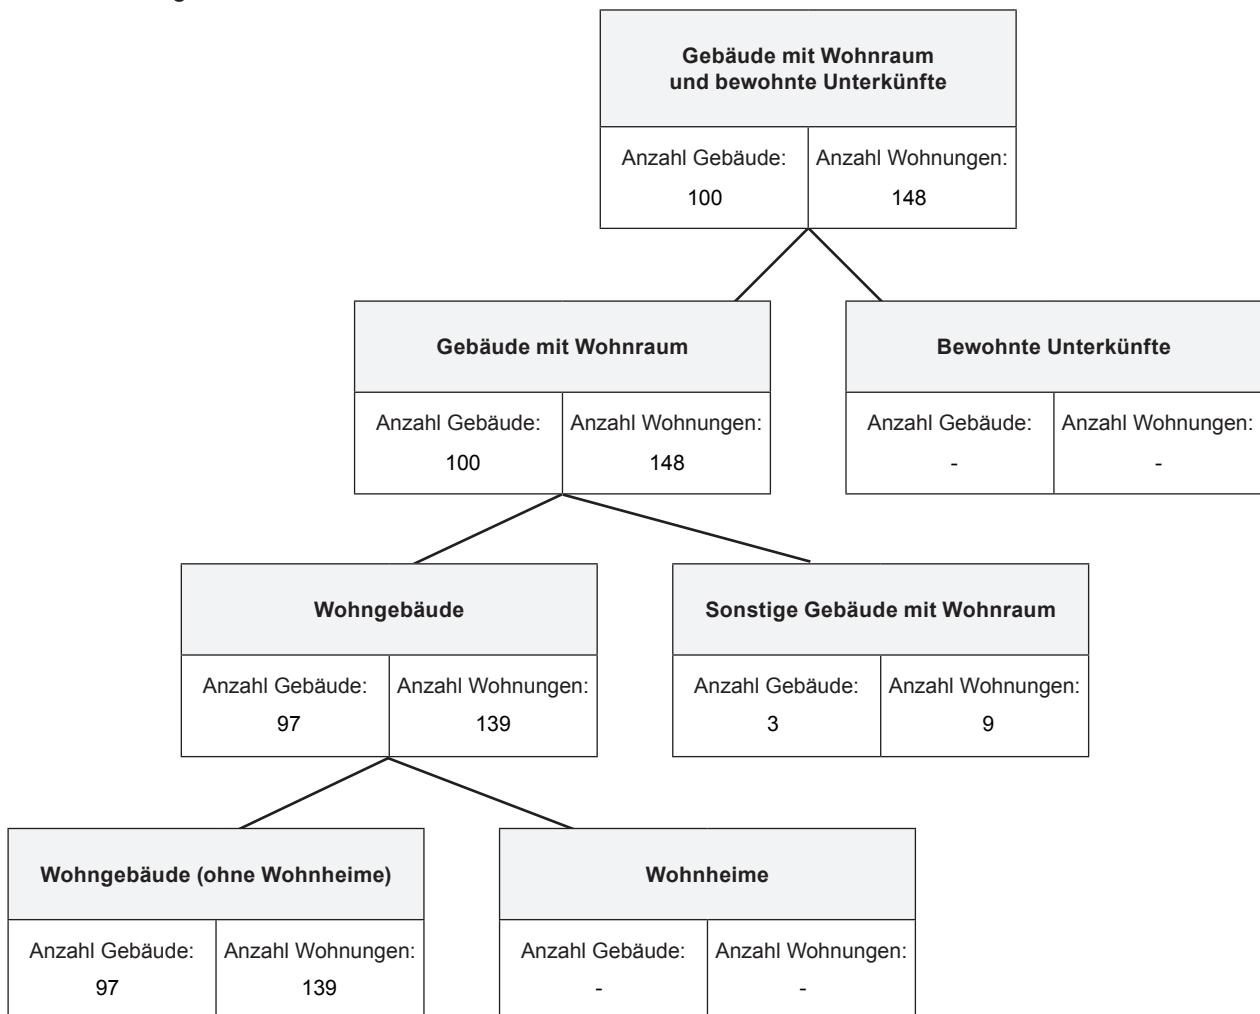 Gebäude mit Wohnraum
und bewohnte Unterkünfte
Anzahl Gebäude: Anzahl Wohnungen:
100 148
Gebäude mit Wohnraum
Anzahl Gebäude: Anzahl Wohnungen:
100 148
Bewohnte Unterkünfte
Anzahl Gebäude: Anzahl Wohnungen:
- -
Wohngebäude
Anzahl Gebäude: Anzahl Wohnungen:
97 139
Sonstige Gebäude mit Wohnraum
Anzahl Gebäude: Anzahl Wohnungen:
3 9
Wohngebäude (ohne Wohnheime)
Anzahl Gebäude: Anzahl Wohnungen:
97 139
Wohnheime
Anzahl Gebäude: Anzahl Wohnungen:
- -